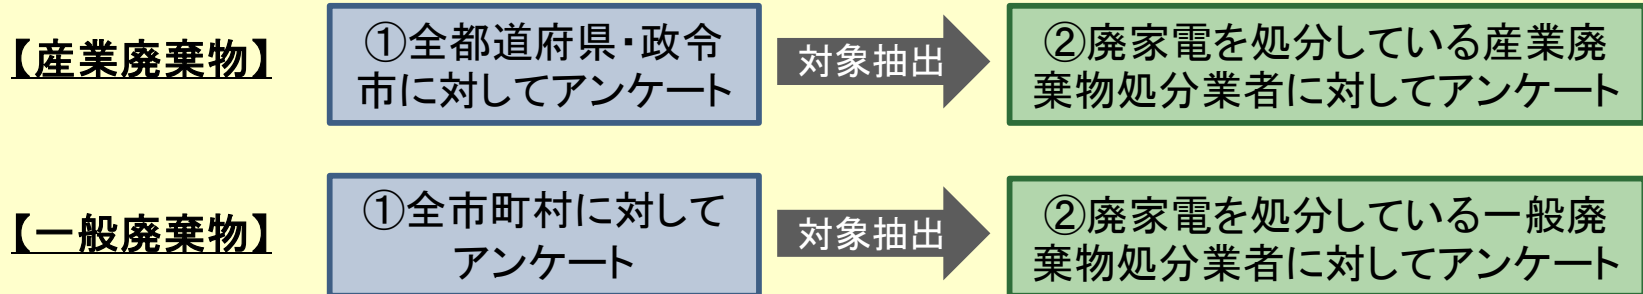 【産業廃棄物】
①全都道府県・政令
市に対してアンケート
対象抽出
②廃家電を処分している産業廃
棄物処分業者に対してアンケート
【一般廃棄物】
①全市町村に対して
アンケート
対象抽出
②廃家電を処分している一般廃
棄物処分業者に対してアンケート